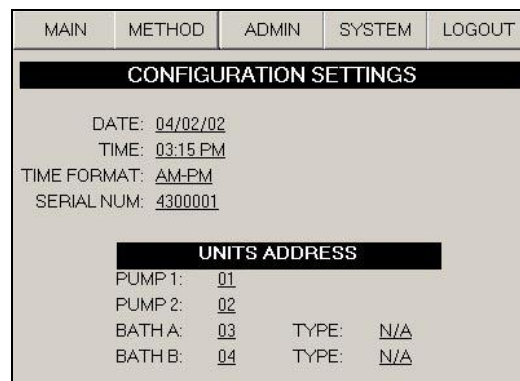 MAIN METHOD ADMIN SYSTEM LOGOUT
CONFIGURATION SETTINGS
DATE: 04/02/02
TIME: 03:15 PM
TIME FORMAT: AM-PM
SERIAL NUM: 4300001
UNITS ADDRESS
PUMP 1: 01
PUMP 2: 02
BATH A: 03 TYPE: N/A
BATH B: 04 TYPE: N/A